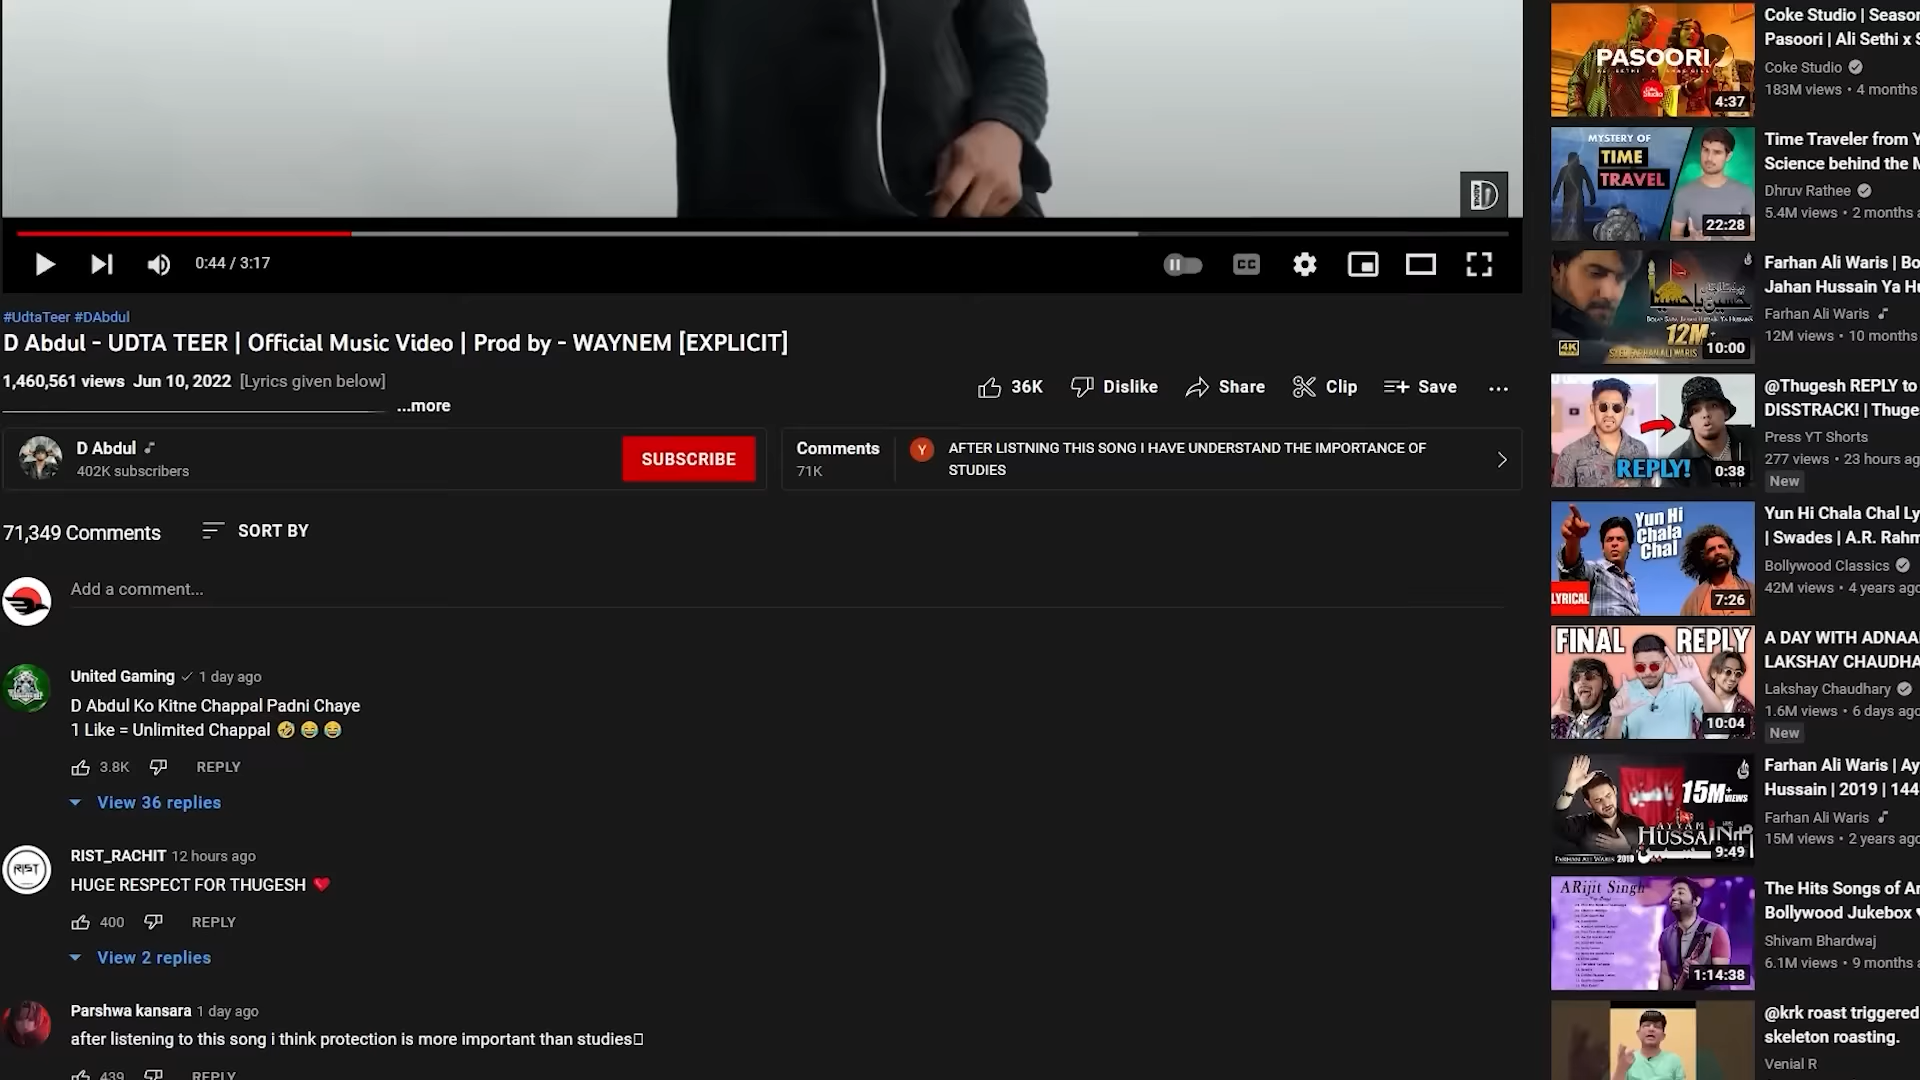 0:44 / 3:17
CC
#UdtaTeer #DAbdul
D Abdul - UDTA TEER | Official Music Video | Prod by - WAYNEM [EXPLICIT]
1,460,561 views Jun 10, 2022 [Lyrics given below]
...more
36K
Dislike
Share
Clip
Save
D Abdul
402K subscribers
SUBSCRIBE
Comments
71K
Y
AFTER LISTNING THIS SONG I HAVE UNDERSTAND THE IMPORTANCE OF
STUDIES
71,349 Comments
SORT BY
Add a comment...
United Gaming 1 day ago
D Abdul Ko Kitne Chappal Padni Chaye
1 Like = Unlimited Chappal 🤣 😂 😂
3.8K
REPLY
View 36 replies
RIST
RIST_RACHIT 12 hours ago
HUGE RESPECT FOR THUGESH ❤️
400
REPLY
View 2 replies
Parshwa kansara 1 day ago
after listening to this song i think protection is more important than studies
439
REPLY
PASOORI
4:37
Coke Studio | Season
Pasoori | Ali Sethi x S
Coke Studio
183M views • 4 months
MYSTERY OF
TIME
TRAVEL
22:28
Time Traveler from Y
Science behind the M
Dhruv Rathee
5.4M views • 2 months a
12M+
4K
10:00
Farhan Ali Waris | Bo
Jahan Hussain Ya Hu
Farhan Ali Waris
12M views • 10 months
REPLY!
0:38
@Thugesh REPLY to
DISSTRACK! | Thuge
Press YT Shorts
277 views • 23 hours ag
New
Yun Hi
Chala
Chal
LYRICAL
7:26
Yun Hi Chala Chal Ly
| Swades | A.R. Rahm
Bollywood Classics
42M views • 4 years ago
FINAL REPLY
10:04
A DAY WITH ADNAA
LAKSHAY CHAUDHA
Lakshay Chaudhary
1.6M views • 6 days ago
New
15M+
VIEWS
AYYAM E
HUSSAIN
FARHAN ALI WARIS 2019
9:49
Farhan Ali Waris | Ay
Hussain | 2019 | 144
Farhan Ali Waris
15M views • 2 years ago
ARijit Singh
1:14:38
The Hits Songs of Ar
Bollywood Jukebox
Shivam Bhardwaj
6.1M views • 9 months a
@krk roast triggered
skeleton roasting.
Venial R